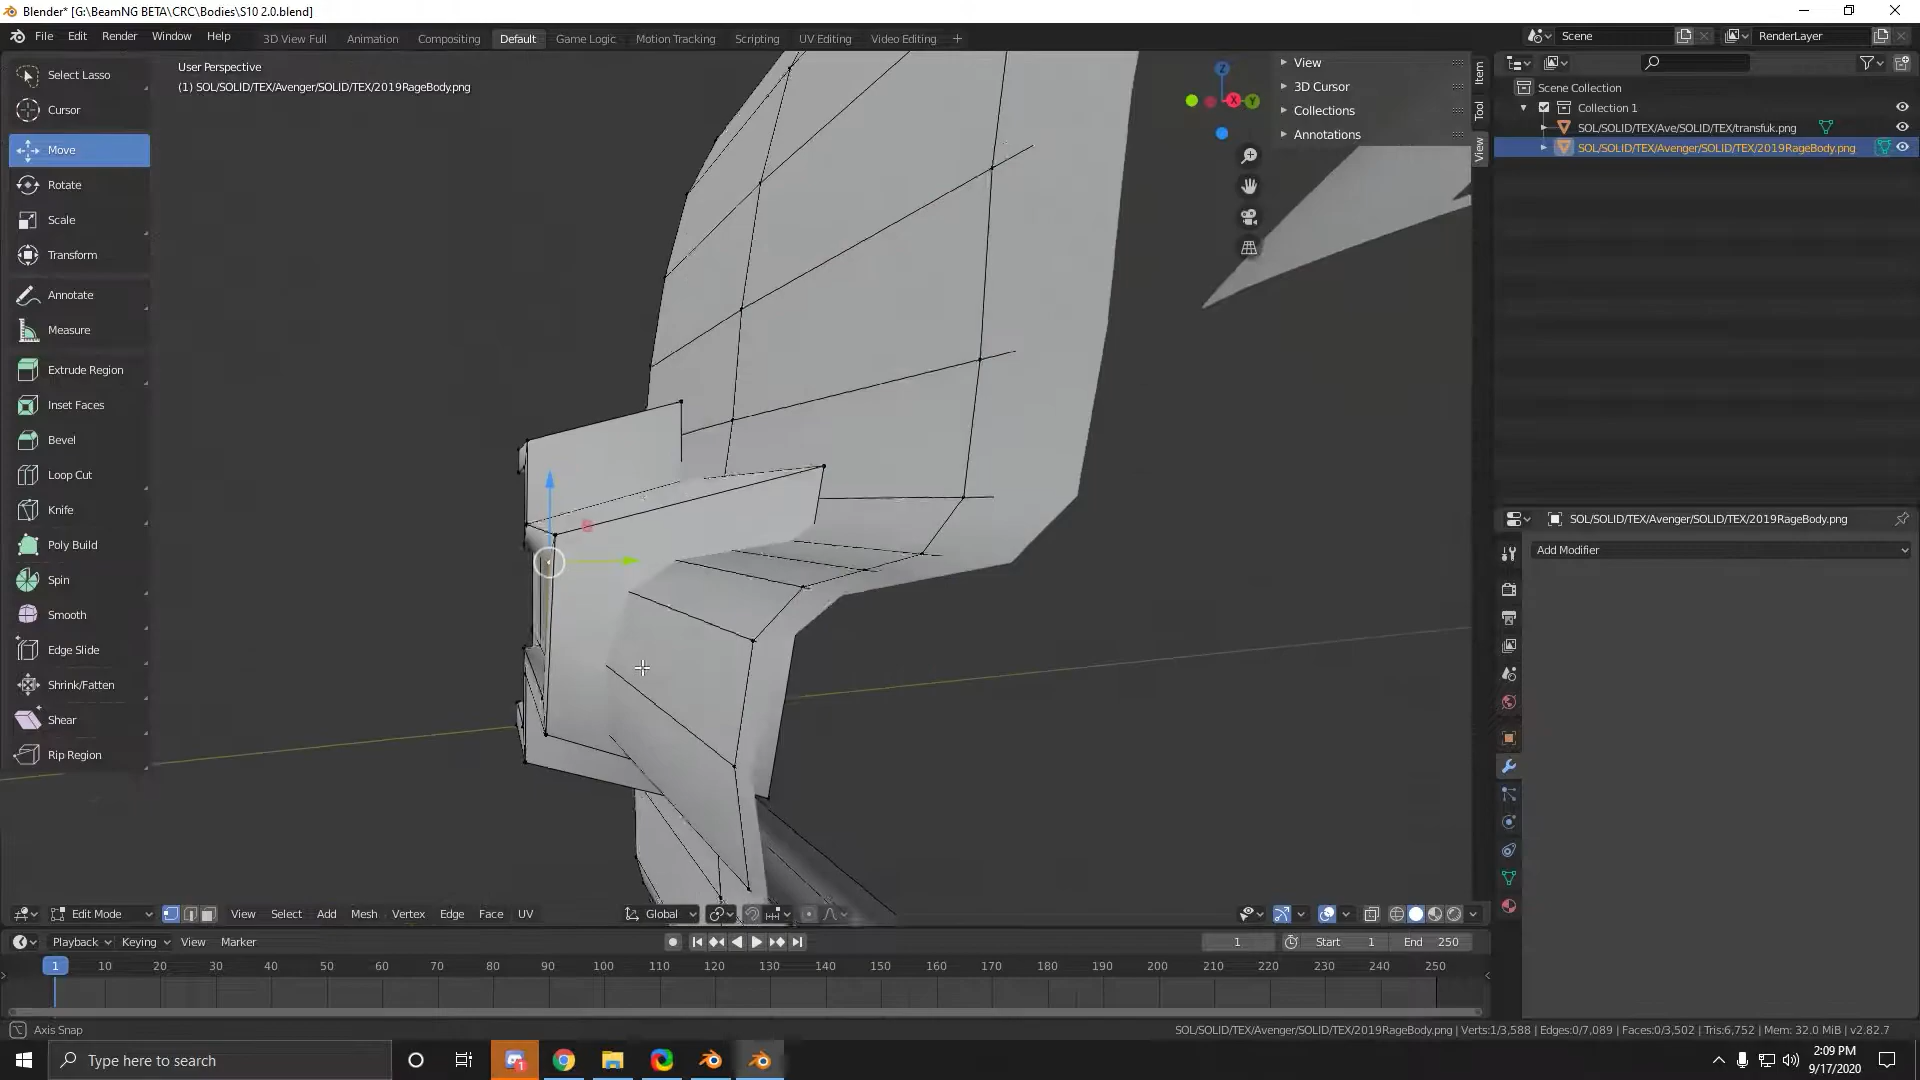 Blender* [G:\BeamNG BETA\CRC\Bodies\S10 2.0.blend]
File Edit Render Window Help
3D View Full Animation Compositing Default Game Logic Motion Tracking Scripting UV Editing Video Editing +
Scene
RenderLayer
Select Lasso
Cursor
Move
Rotate
Scale
Transform
Annotate
Measure
Extrude Region
Inset Faces
Bevel
Loop Cut
Knife
Poly Build
Spin
Smooth
Edge Slide
Shrink/Fatten
Shear
Rip Region
User Perspective
(1) SOL/SOLID/TEX/Avenger/SOLID/TEX/2019RageBody.png
Z
X
Y
View
3D Cursor
Collections
Annotations
Item
Tool
View
Scene Collection
Collection 1
SOL/SOLID/TEX/Ave/SOLID/TEX/transfuk.png
SOL/SOLID/TEX/Avenger/SOLID/TEX/2019RageBody.png
SOL/SOLID/TEX/Avenger/SOLID/TEX/2019RageBody.png
Add Modifier
Edit Mode View Select Add Mesh Vertex Edge Face UV Global
Playback Keying View Marker 1 Start 1 End 250
1 10 20 30 40 50 60 70 80 90 100 110 120 130 140 150 160 170 180 190 200 210 220 230 240 250
Axis Snap
SOL/SOLID/TEX/Avenger/SOLID/TEX/2019RageBody.png | Verts:1/3,588 | Edges:0/7,089 | Faces:0/3,502 | Tris:6,752 | Mem: 32.0 MiB | v2.82.7
Type here to search
1
2:09 PM
9/17/2020